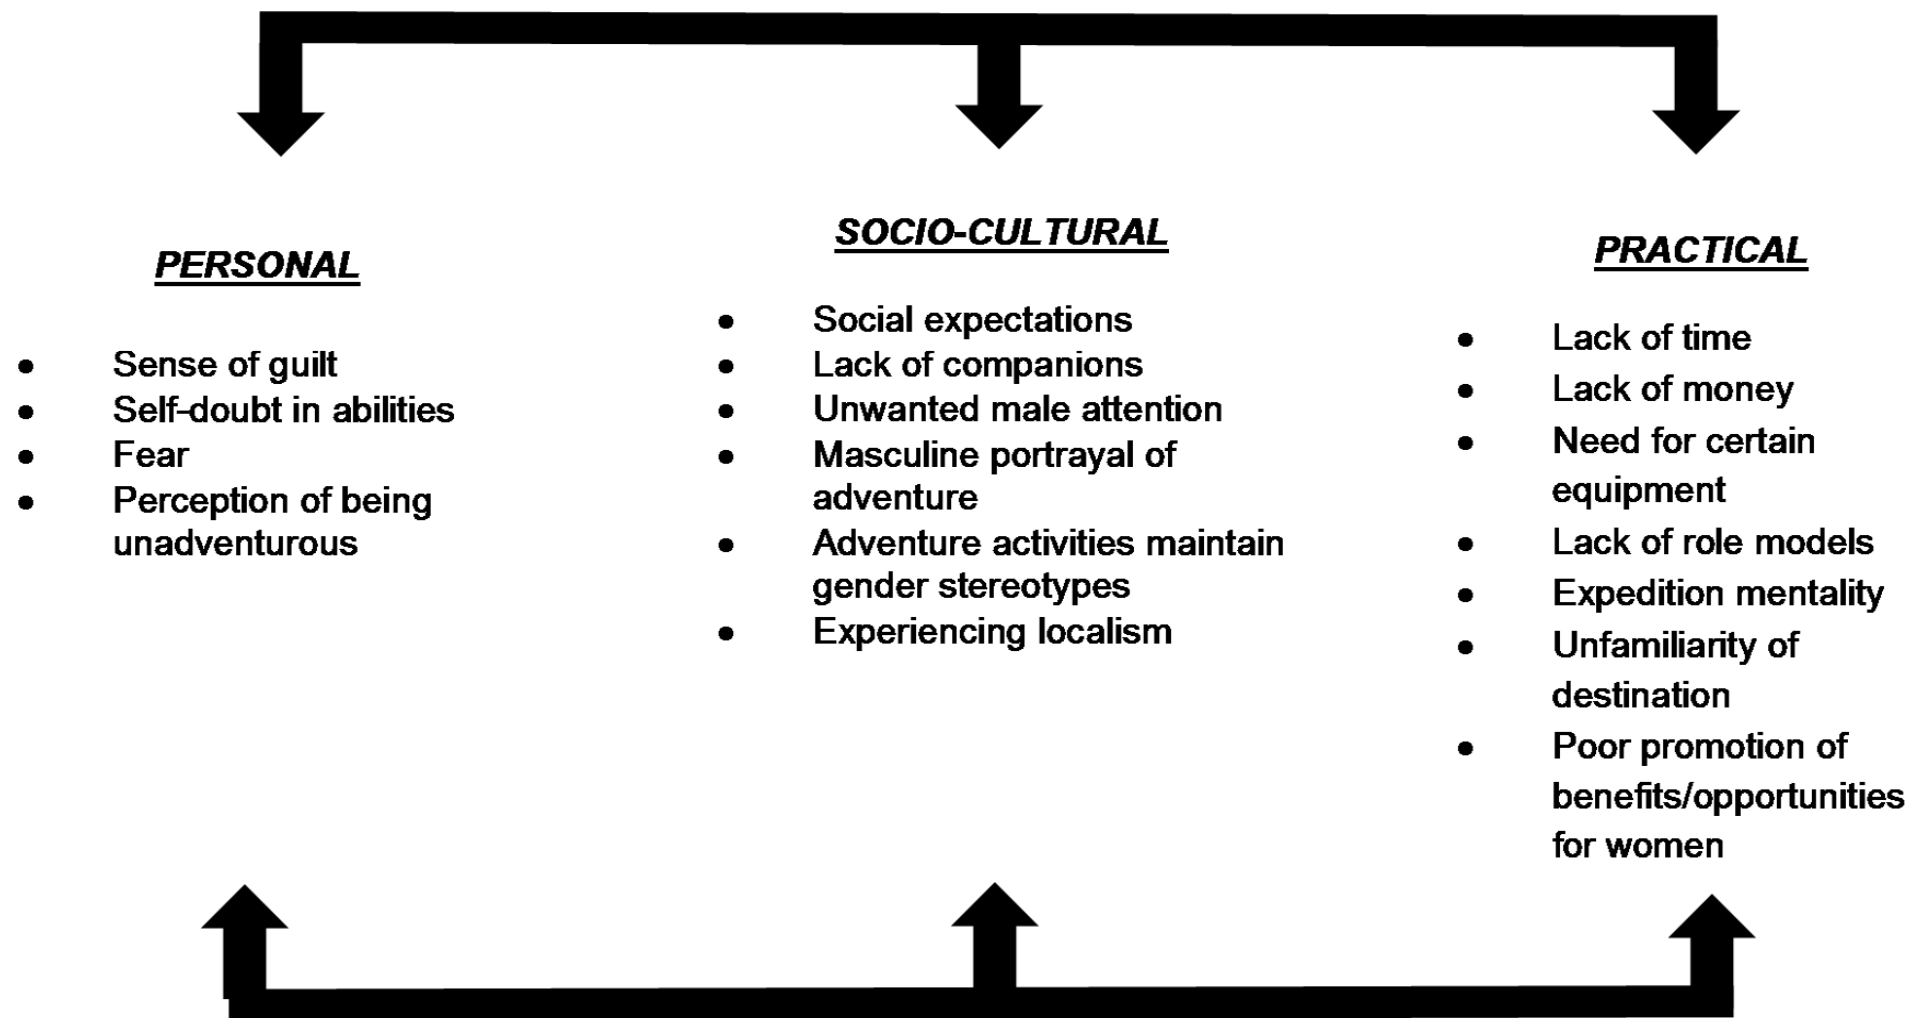 PERSONAL
• Sense of guilt
• Self-doubt in abilities
• Fear
• Perception of being
unadventurous
SOCIO-CULTURAL
• Social expectations
• Lack of companions
• Unwanted male attention
• Masculine portrayal of
adventure
• Adventure activities maintain
gender stereotypes
• Experiencing localism
PRACTICAL
• Lack of time
• Lack of money
• Need for certain
equipment
• Lack of role models
• Expedition mentality
• Unfamiliarity of
destination
• Poor promotion of
benefits/opportunities
for women